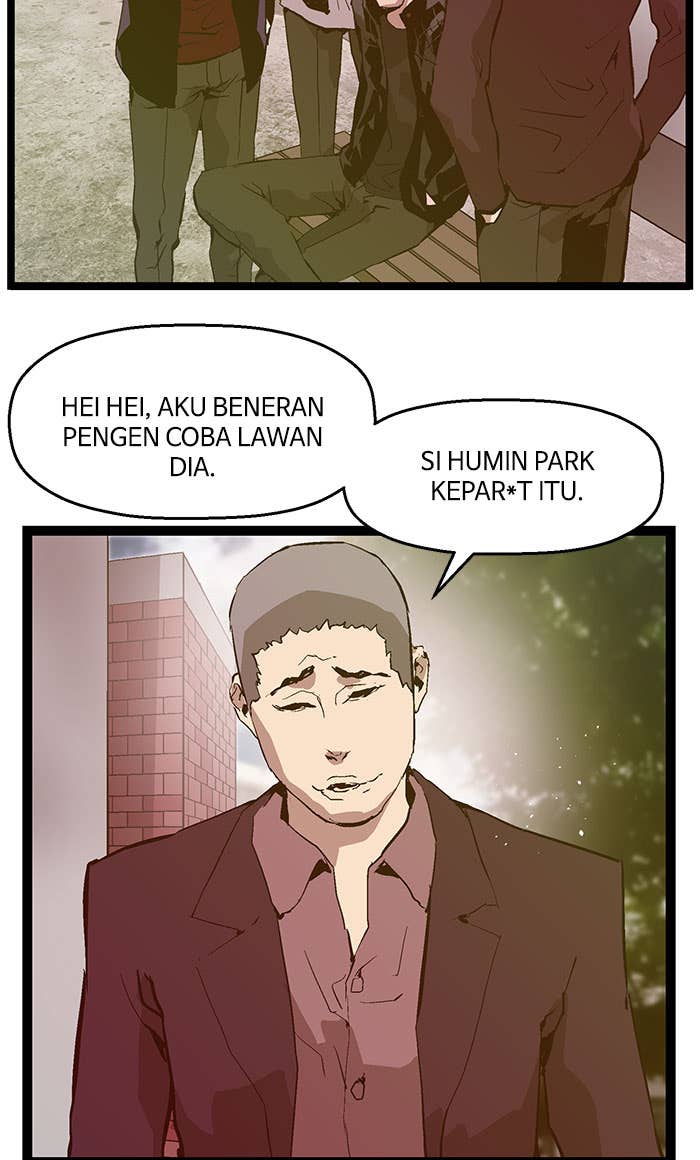 HEI HEI, AKU BENERAN
PENGEN COBA LAWAN
DIA.
SI HUMIN PARK
KEPAR*T ITU.